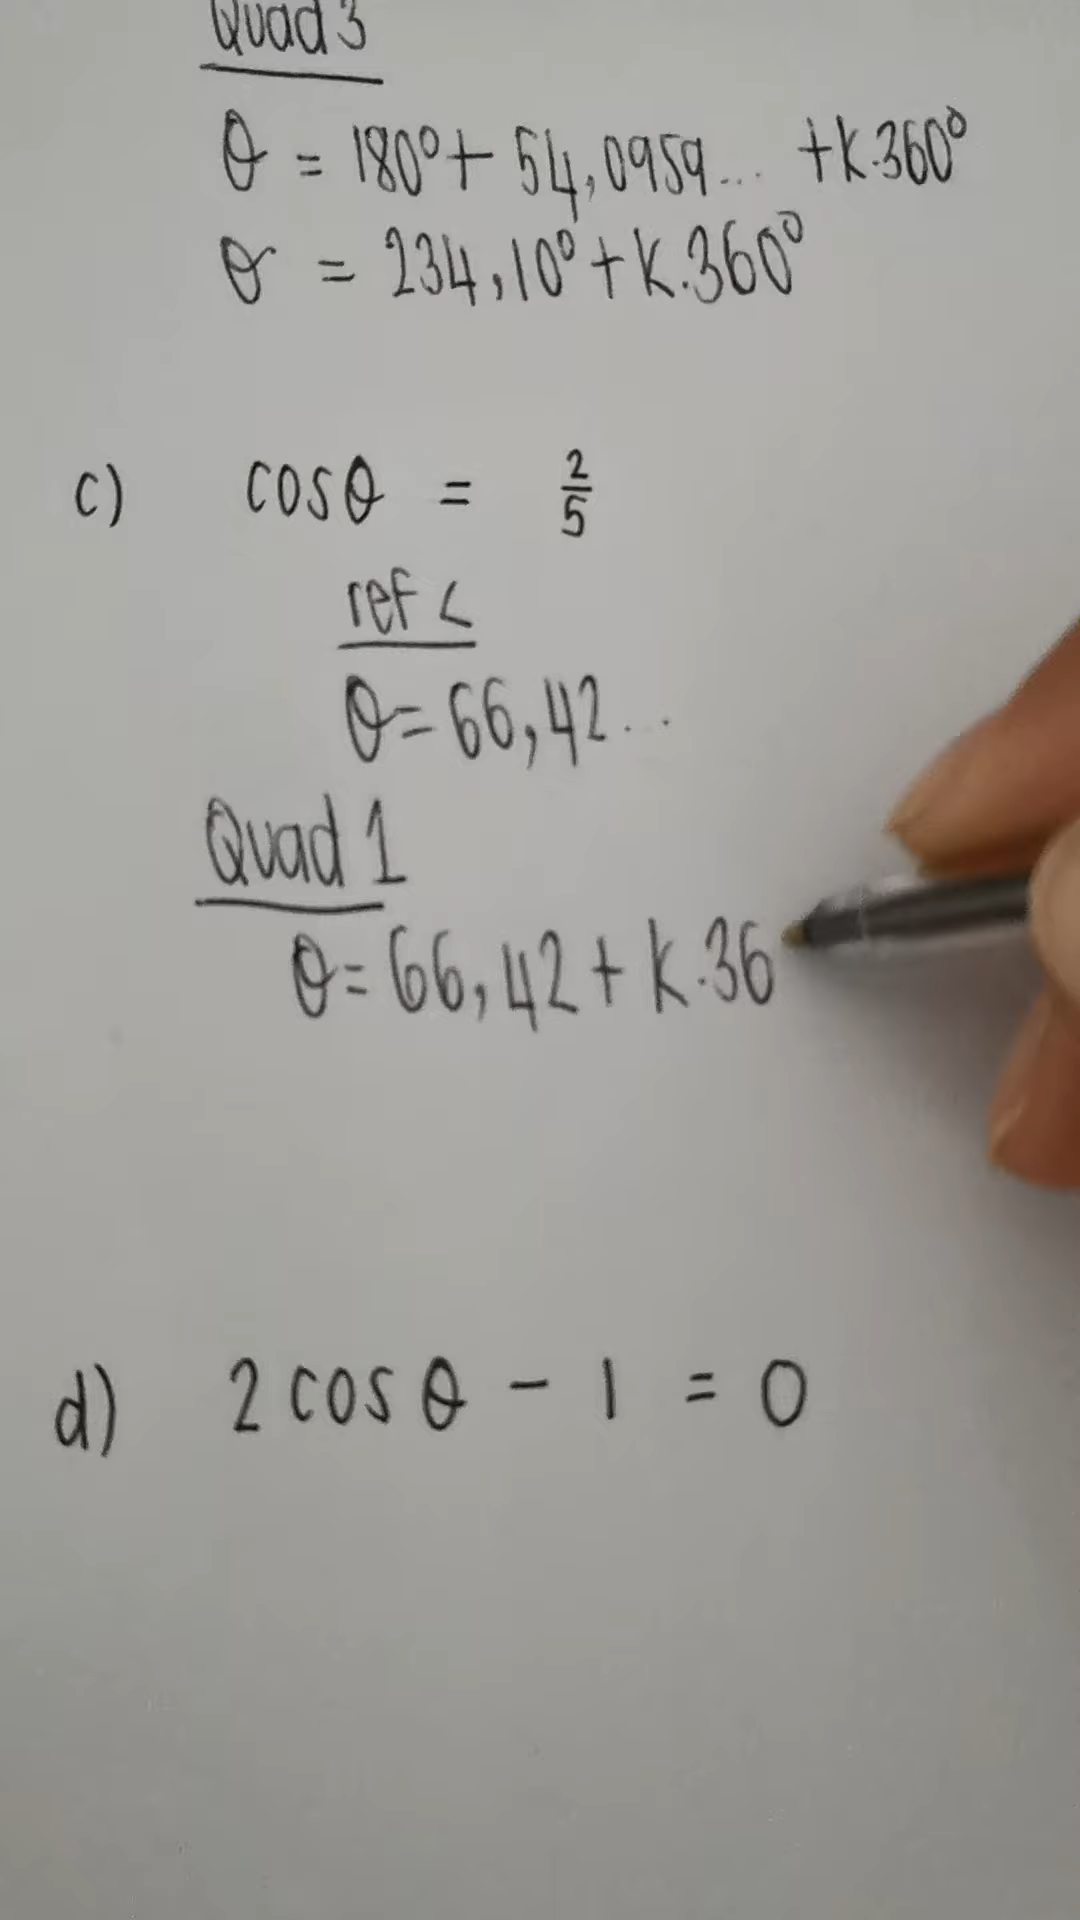 Quad 3
θ = 180° + 54,0959... + k.360°
θ = 234,10° + k.360°
c) cosθ = 2/5
ref <
θ = 66,42...
Quad 1
θ = 66,42 + k.36
d) 2 cos θ - 1 = 0